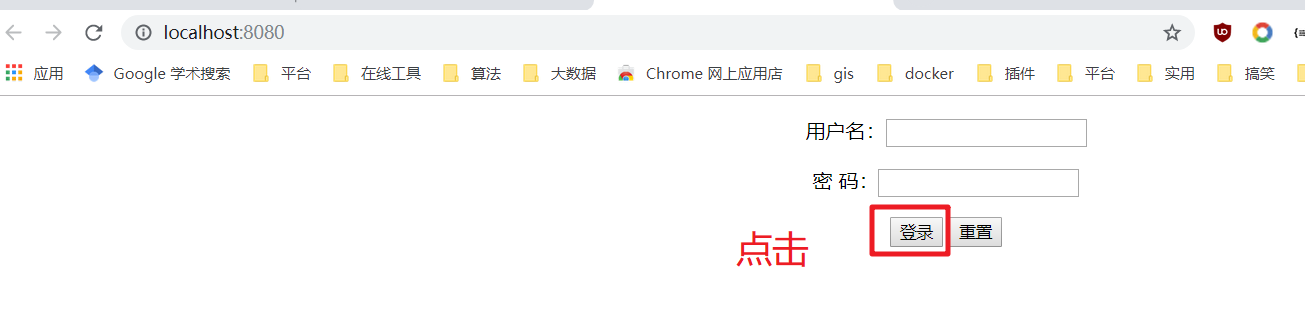 localhost:8080
应用 Google 学术搜索 平台 在线工具 算法 大数据 Chrome 网上应用店 gis docker 插件 平台 实用 搞笑
用户名：
密 码：
登录 重置
点击